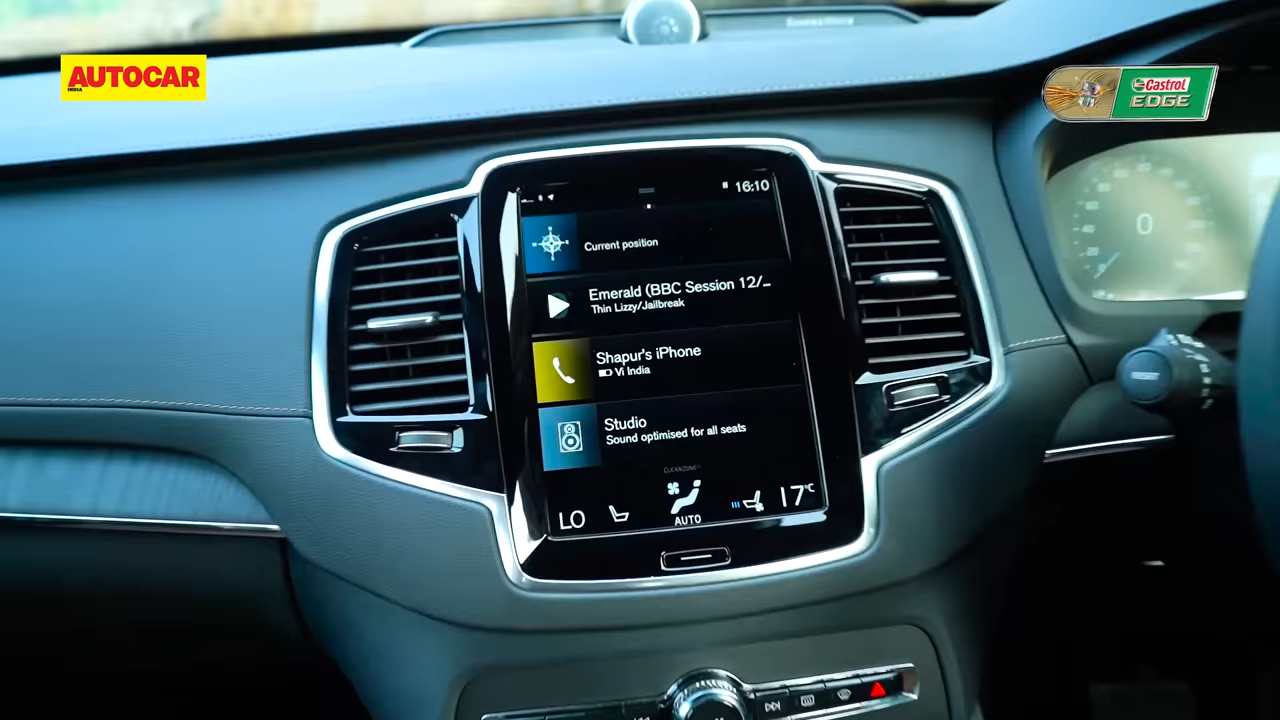 AUTOCAR
INDIA
Castrol
EDGE
16:10
Current position
Emerald (BBC Session 12/...
Thin Lizzy/Jailbreak
Shapur's iPhone
Vi India
Studio
Sound optimised for all seats
CLEANZONE
LO
AUTO
17°C
0